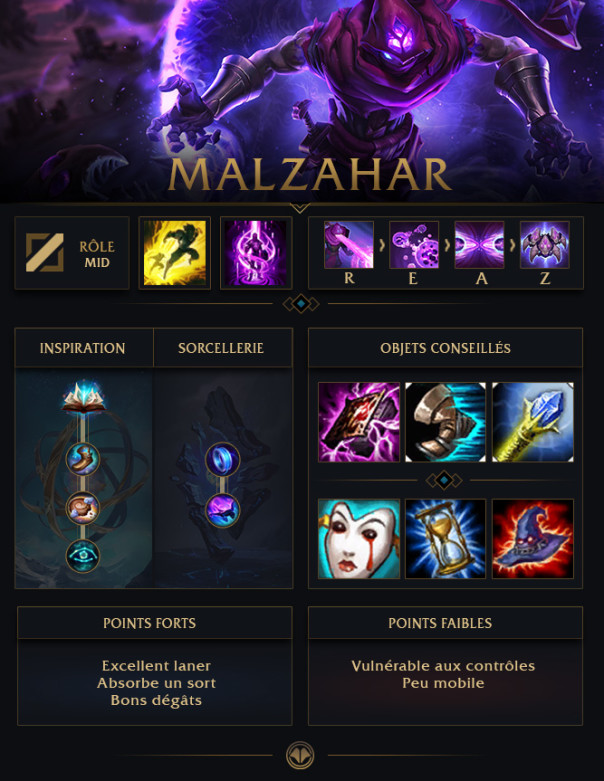 MALZAHAR
RÔLE
MID
R E A Z
INSPIRATION
SORCELLERIE
OBJETS CONSEILLÉS
POINTS FORTS
Excellent laner
Absorbe un sort
Bons dégâts
POINTS FAIBLES
Vulnérable aux contrôles
Peu mobile